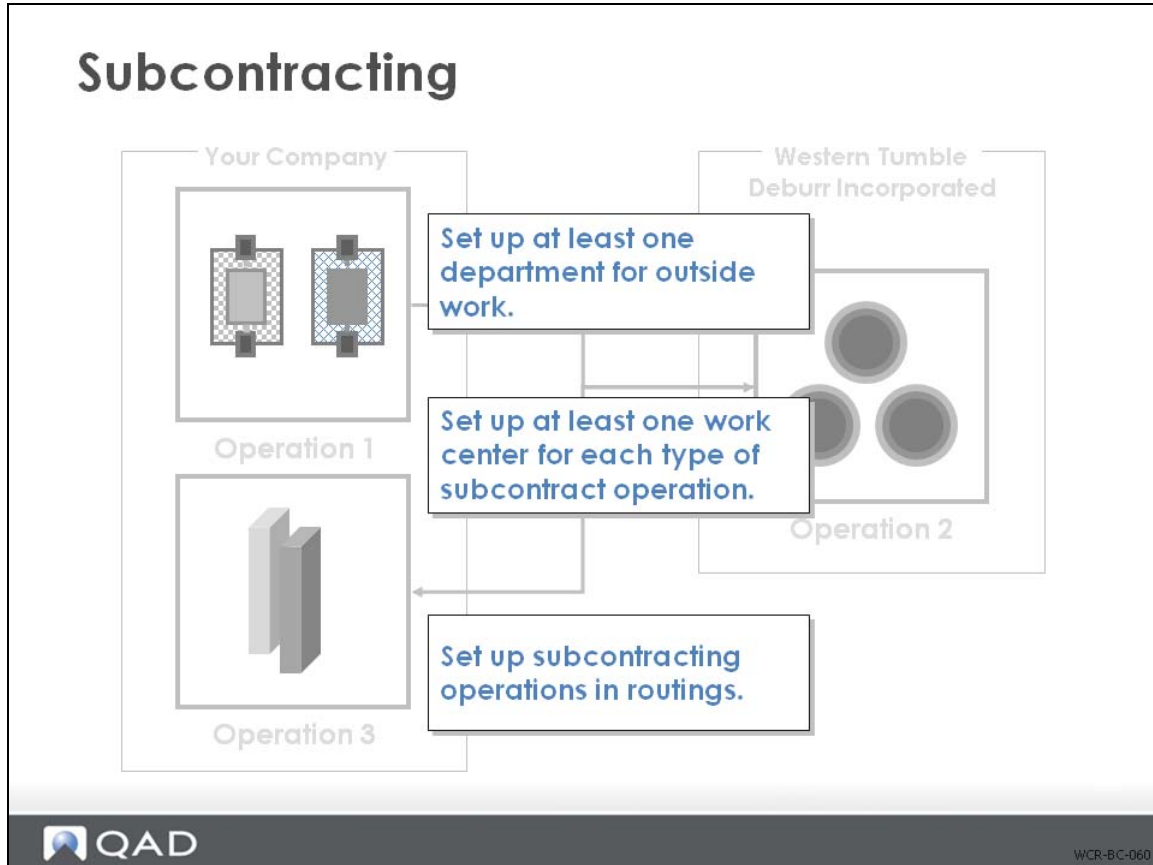 Subcontracting
Your Company
Western Tumble
Deburr Incorporated
Set up at least one
department for outside
work.
Set up at least one work
center for each type of
subcontract operation.
Operation 1
Operation 2
Set up subcontracting
operations in routings.
Operation 3
QAD
WCR-BC-060